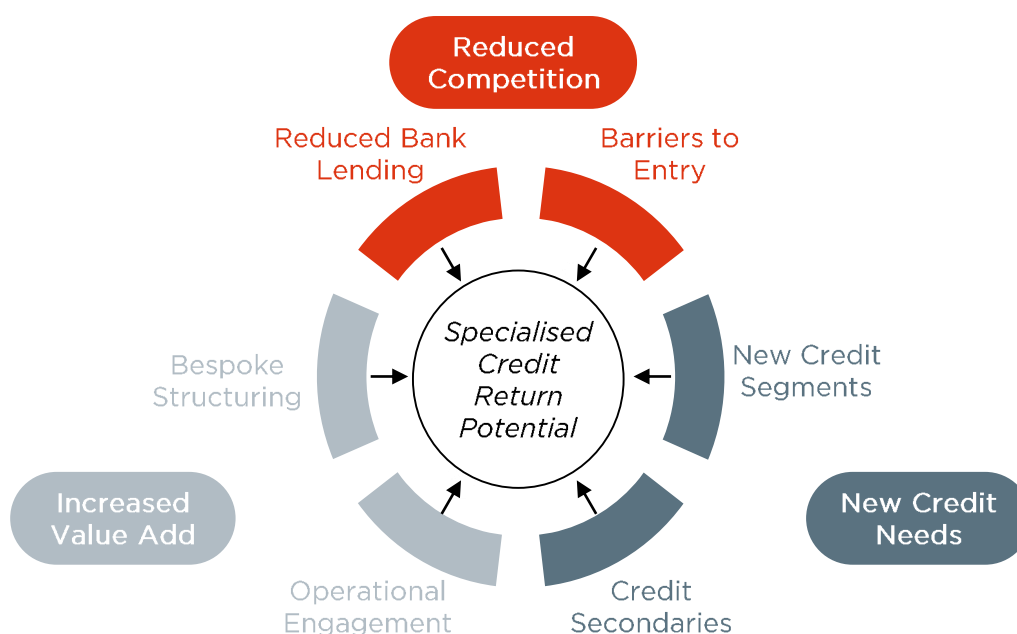 Reduced
Competition
Reduced Bank
Lending
Barriers to
Entry
Specialised
Credit
Return
Potential
Bespoke
Structuring
New Credit
Segments
Increased
Value Add
New Credit
Needs
Operational
Engagement
Credit
Secondaries